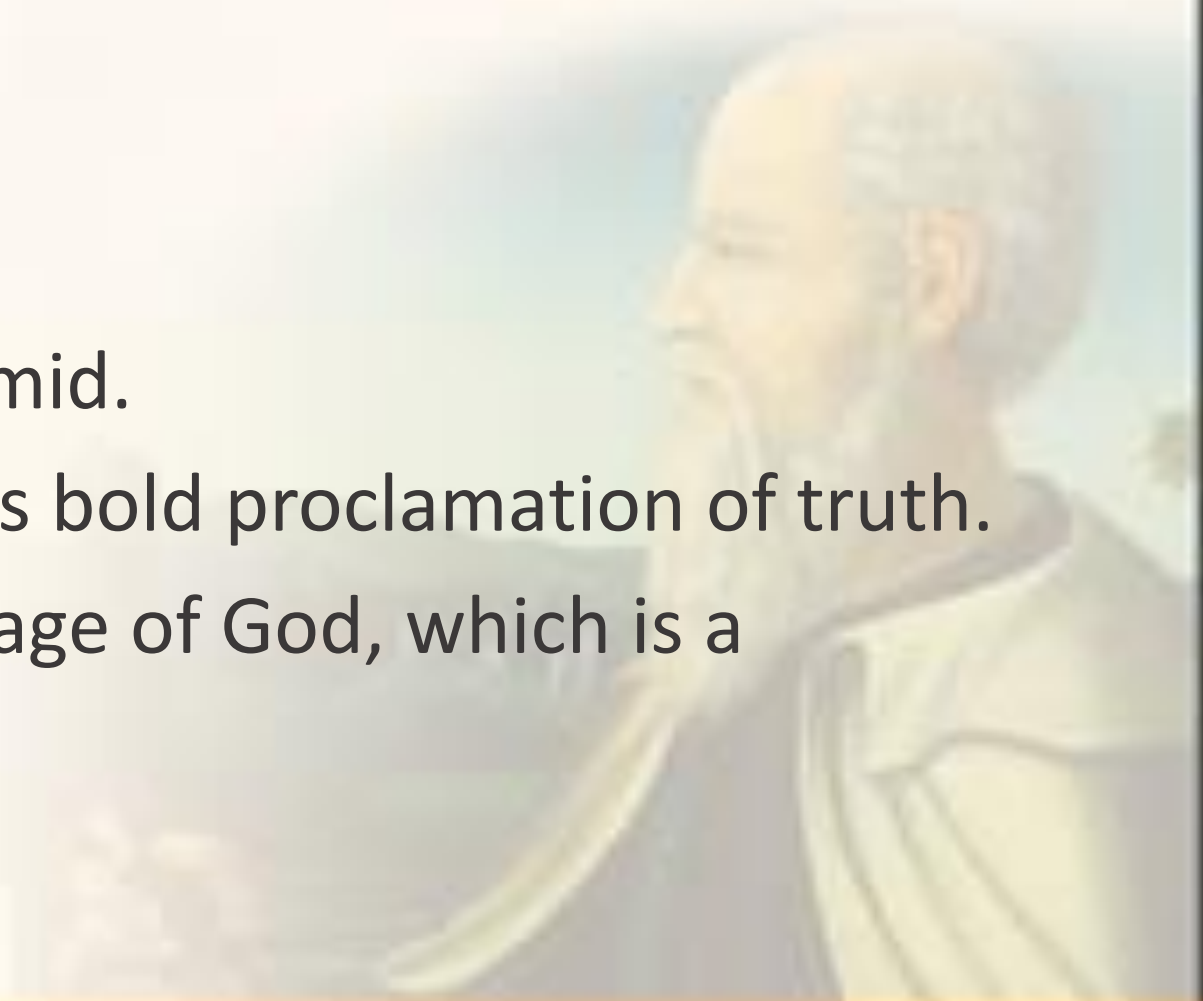 mid.
s bold proclamation of truth.
age of God, which is a